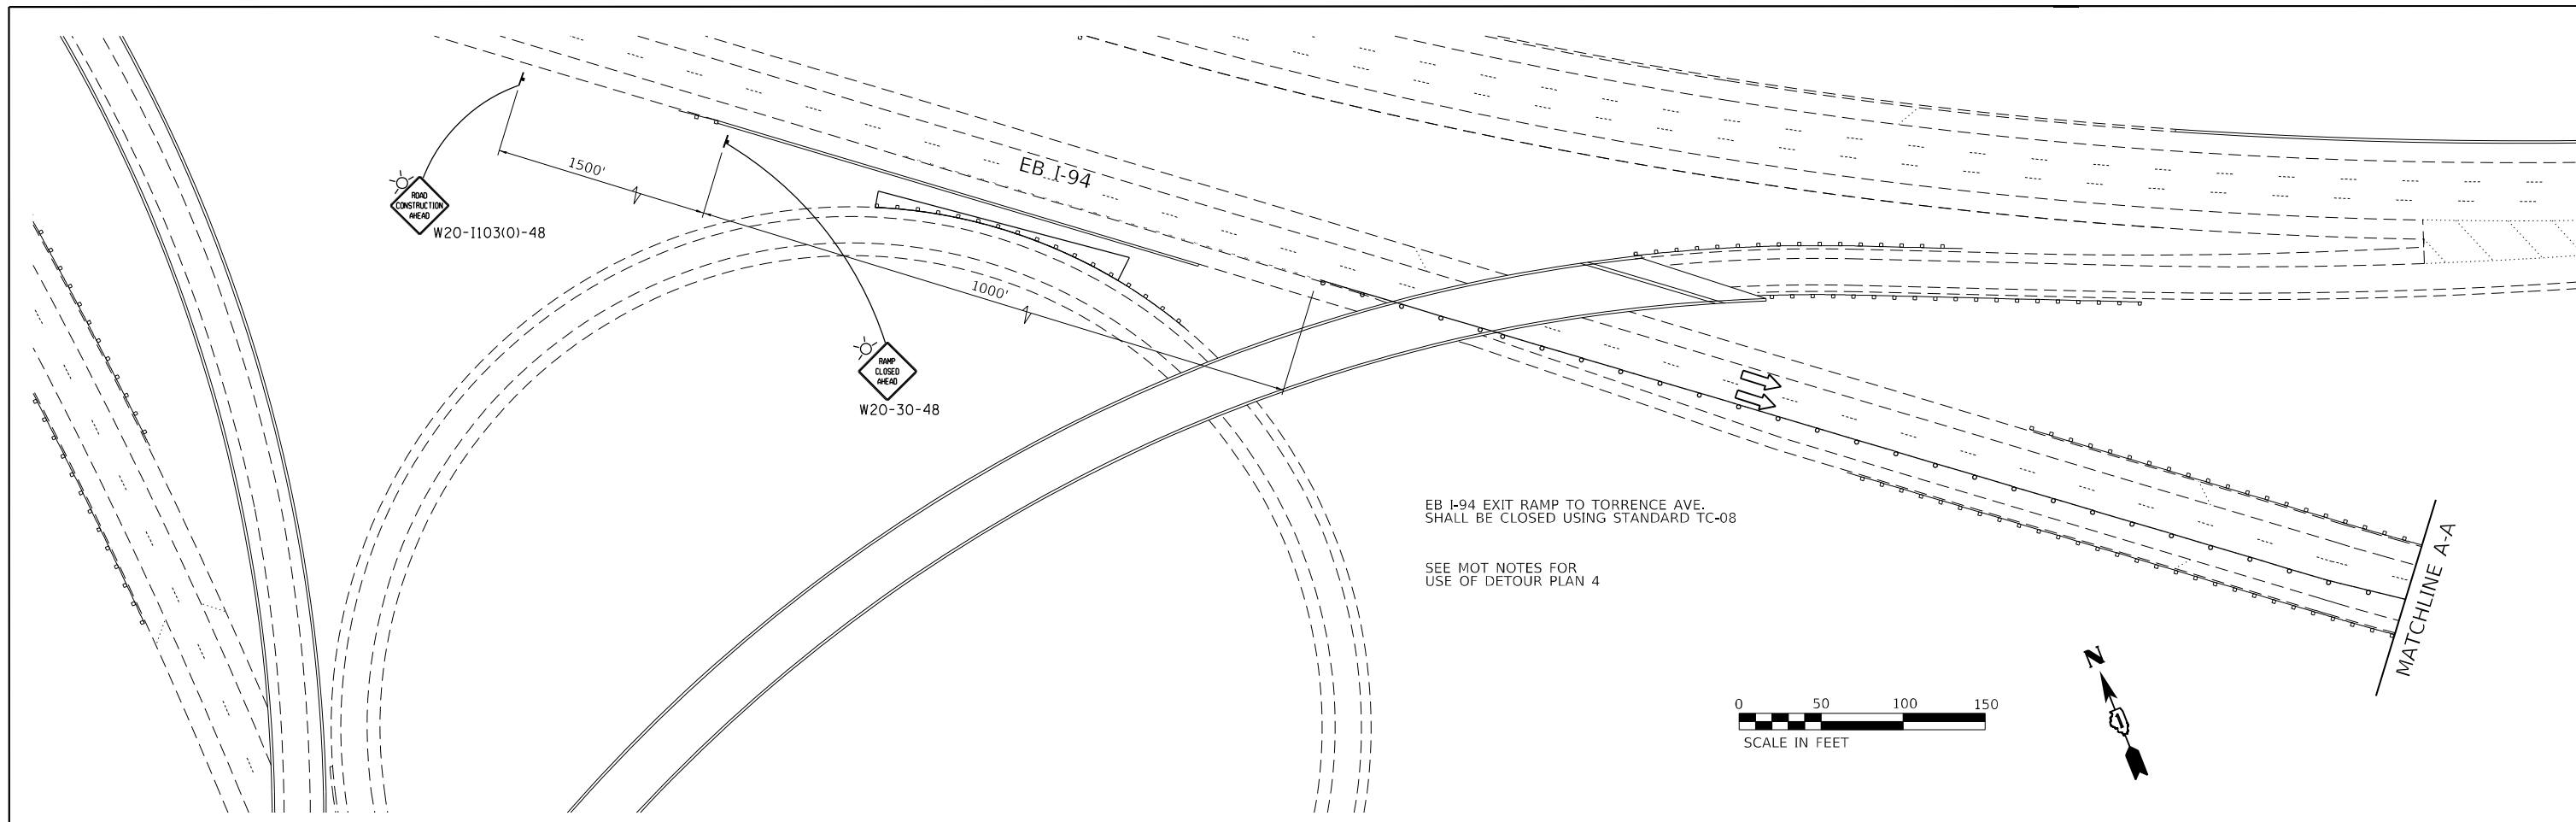 EB I-94
1500'
ROAD
CONSTRUCTION
AHEAD
W20-I103(0)-48
1000'
RAMP
CLOSED
AHEAD
W20-30-48
EB I-94 EXIT RAMP TO TORRENCE AVE.
SHALL BE CLOSED USING STANDARD TC-08
SEE MOT NOTES FOR
USE OF DETOUR PLAN 4
MATCHLINE A-A
N
0 50 100 150
SCALE IN FEET